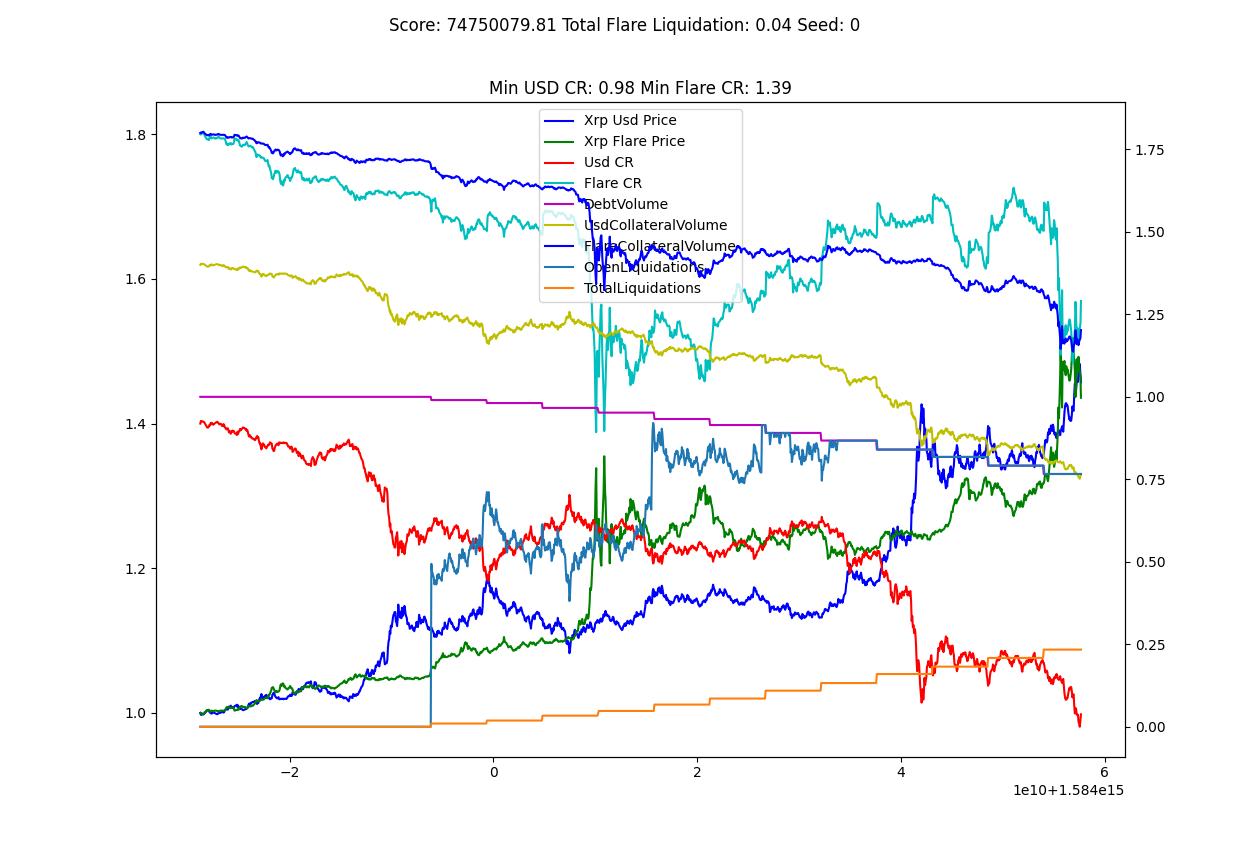 Score: 74750079.81 Total Flare Liquidation: 0.04 Seed: 0
Min USD CR: 0.98 Min Flare CR: 1.39
Xrp Usd Price
Xrp Flare Price
Usd CR
Flare CR
DebtVolume
UsdCollateralVolume
FlareCollateralVolume
OpenLiquidations
TotalLiquidations
1.8
1.6
1.4
1.2
1.0
1.75
1.50
1.25
1.00
0.75
0.50
0.25
0.00
−2 0 2 4 6
1e10+1.584e15